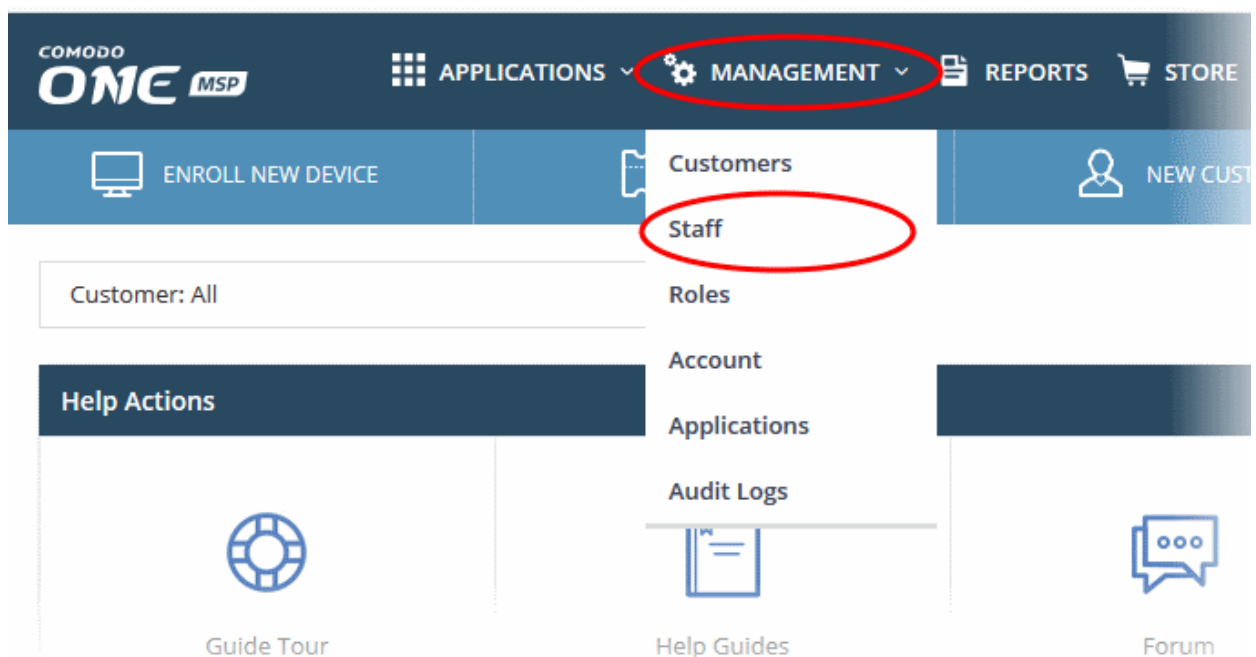 COMODO
ONE MSP
APPLICATIONS
MANAGEMENT
REPORTS
STORE
ENROLL NEW DEVICE
NEW
Customers
Staff
Roles
Account
Applications
Audit Logs
Customer: All
Help Actions
Guide Tour
Help Guides
Forum